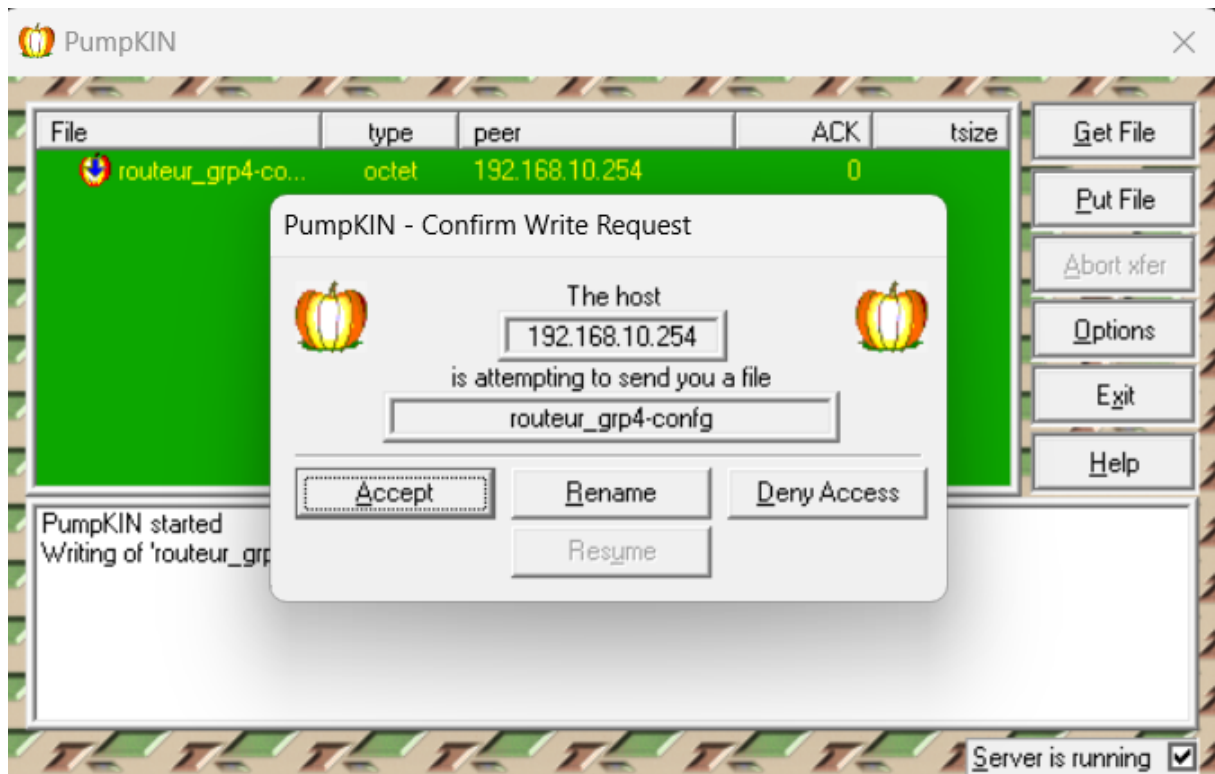 PumpKIN
File type peer ACK tsize
routeur_grp4-co... octet 192.168.10.254 0
Get File
Put File
Abort xfer
Options
Exit
Help
PumpKIN - Confirm Write Request
The host
192.168.10.254
is attempting to send you a file
routeur_grp4-confg
Accept Rename Deny Access
Resume
PumpKIN started
Writing of 'routeur_grp
Server is running